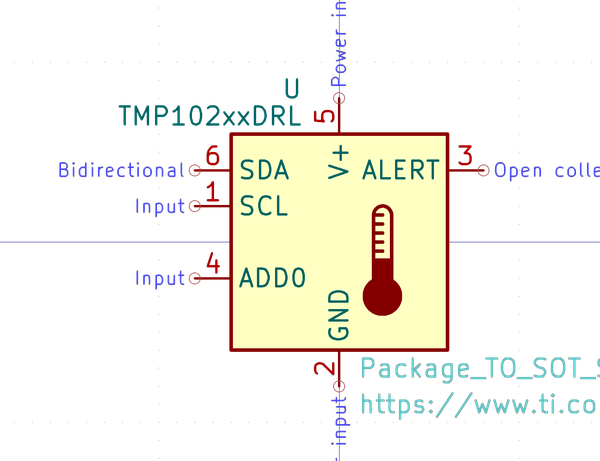 Power in
U
TMP102xxDRL
5
Bidirectional 6 SDA V+ ALERT 3 Open colle
Input 1 SCL
Input 4 ADD0
GND
2
Package_TO_SOT_S
https://www.ti.co
r input